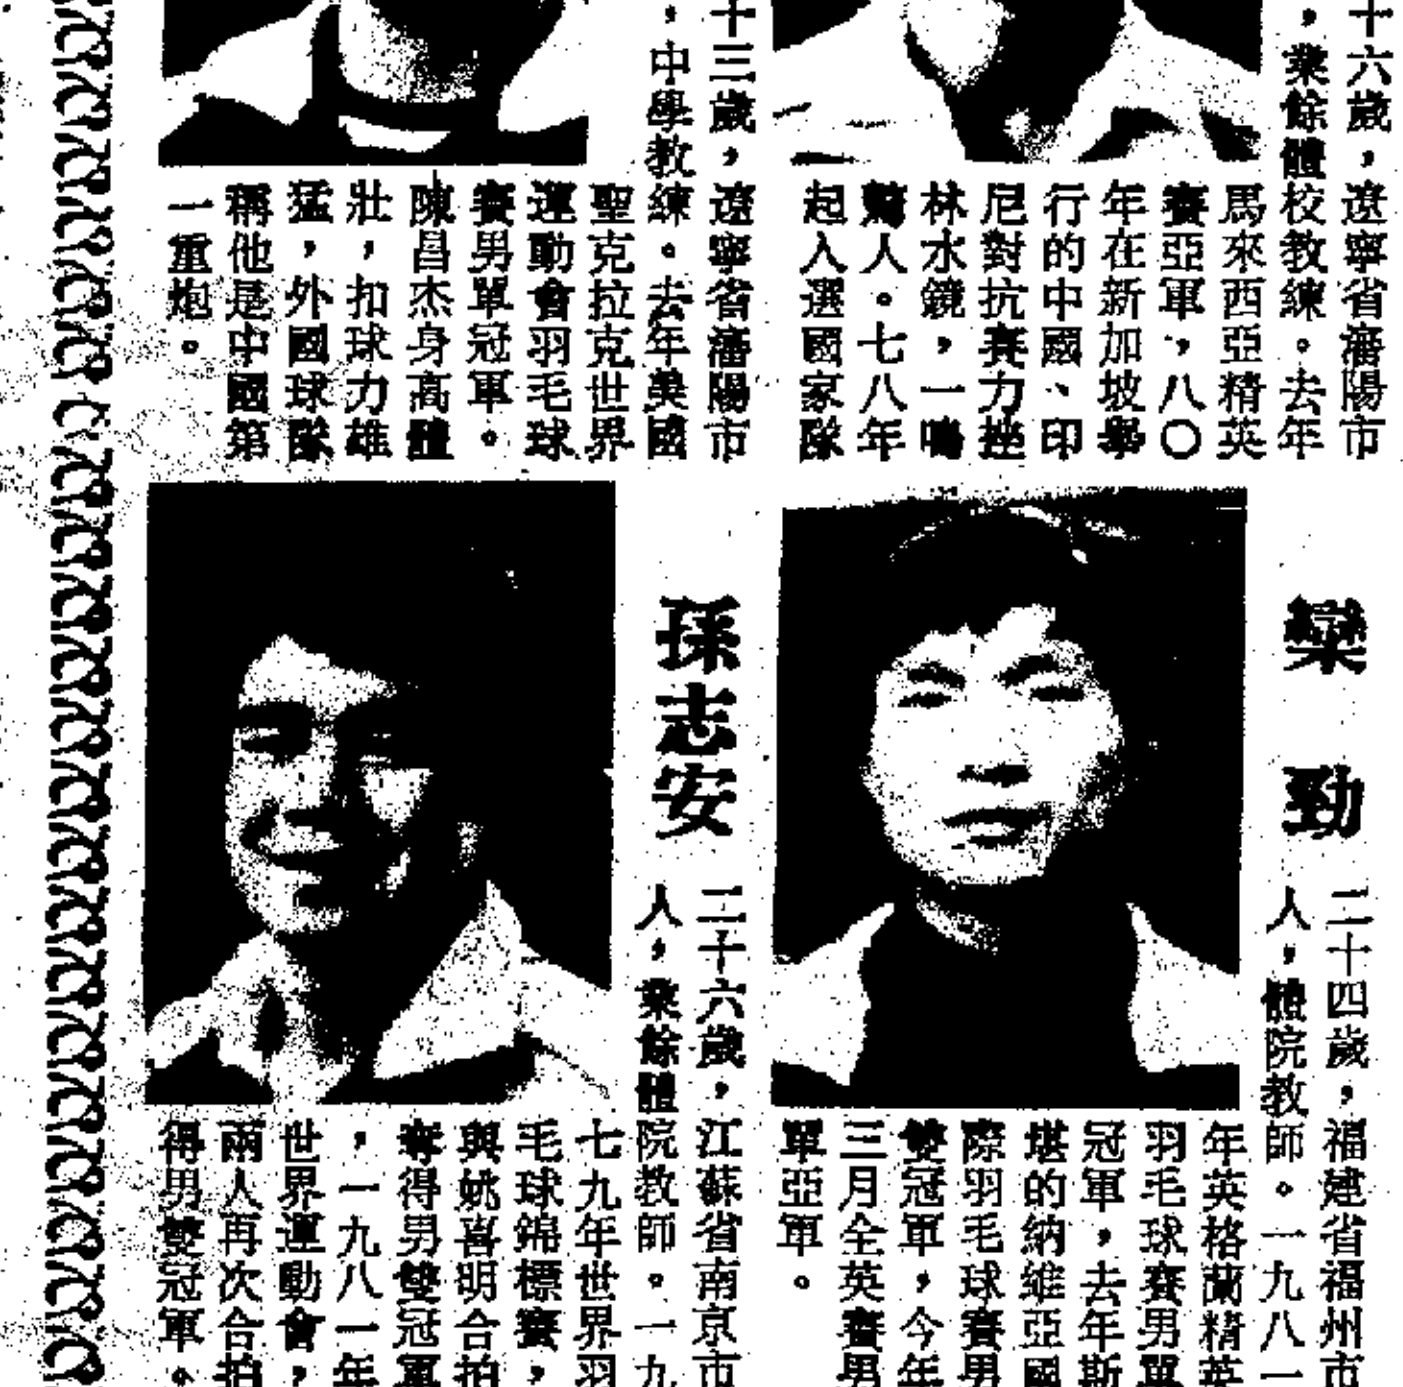 十六歲，遼寧省瀋陽市
，業餘體校教練。去年
馬來西亞精英
賽亞軍，八〇
年在新加坡舉
行的中國、印
尼對抗賽力挫
林水鏡，一鳴
驚人。七八年
起入選國家隊
十三歲，遼寧省瀋陽市
，中學教練。去年美國
聖克拉克世界
運動會羽毛球
賽男單冠軍。
陳昌杰身高體
壯，扣球力雄
猛，外國球隊
稱他是中國第
一重炮。
欒勁
二十四歲，福建省福州市
人，體院教師。一九八一
年英格蘭精英
羽毛球賽男單
冠軍，去年斯
堪的納維亞國
際羽毛球賽男
雙冠軍，今年
三月全英賽男
單亞軍。
孫志安
二十六歲，江蘇省南京市
人，業餘體院教師。一九
七九年世界羽
毛球錦標賽，
與姚喜明合拍
奪得男雙冠軍
，一九八一年
世界運動會，
兩人再次合拍
得男雙冠軍。